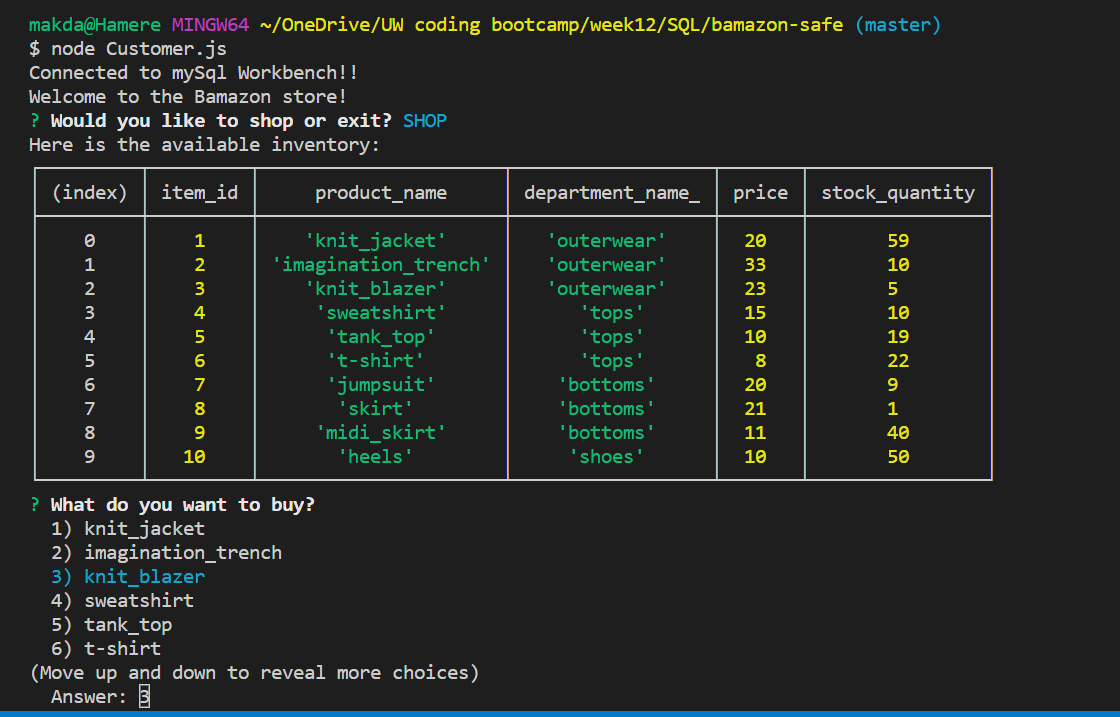 makda@Hamere MINGW64 ~/OneDrive/UW coding bootcamp/week12/SQL/bamazon-safe (master)
$ node Customer.js
Connected to mySql Workbench!!
Welcome to the Bamazon store!
? Would you like to shop or exit? SHOP
Here is the available inventory:
(index) item_id product_name department_name_ price stock_quantity
0 1 'knit_jacket' 'outerwear' 20 59
1 2 'imagination_trench' 'outerwear' 33 10
2 3 'knit_blazer' 'outerwear' 23 5
3 4 'sweatshirt' 'tops' 15 10
4 5 'tank_top' 'tops' 10 19
5 6 't-shirt' 'tops' 8 22
6 7 'jumpsuit' 'bottoms' 20 9
7 8 'skirt' 'bottoms' 21 1
8 9 'midi_skirt' 'bottoms' 11 40
9 10 'heels' 'shoes' 10 50
? What do you want to buy?
1) knit_jacket
2) imagination_trench
3) knit_blazer
4) sweatshirt
5) tank_top
6) t-shirt
(Move up and down to reveal more choices)
Answer: 3